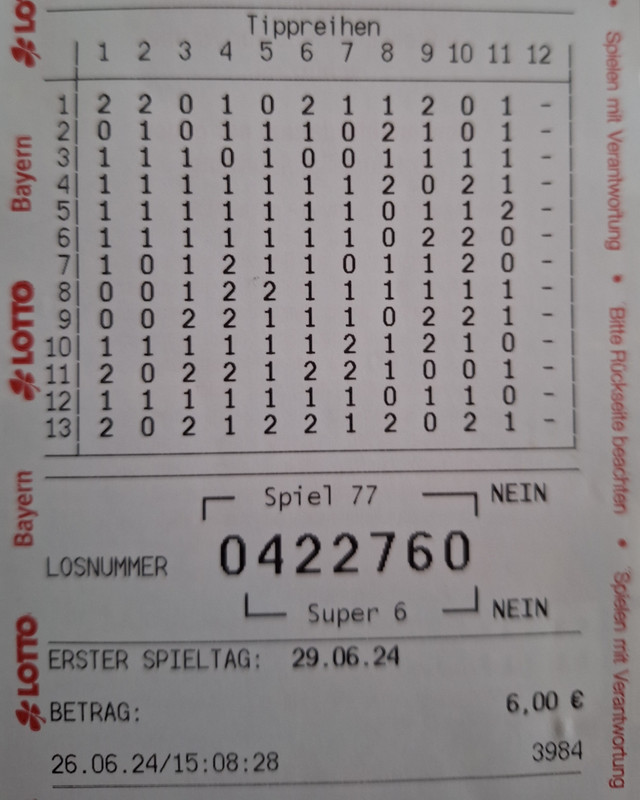 Tippreihen
1 2 3 4 5 6 7 8 9 10 11 12
1 2 2 0 1 0 2 1 1 2 0 1 -
2 0 1 0 1 1 1 0 2 1 0 1 -
3 1 1 1 0 1 0 0 1 1 1 1 -
4 1 1 1 1 1 1 1 2 0 2 1 -
5 1 1 1 1 1 1 1 0 1 1 2 -
6 1 1 1 1 1 1 1 0 2 2 0 -
7 1 0 1 2 1 1 0 1 1 2 0 -
8 0 0 1 2 2 1 1 1 1 1 1 -
9 0 0 2 2 1 1 1 0 2 2 1 -
10 1 1 1 1 1 1 2 1 2 1 0 -
11 2 0 2 2 1 2 2 1 0 0 1 -
12 1 1 1 1 1 1 1 0 1 1 0 -
13 2 0 2 1 2 2 1 2 0 2 1 -
Spiel 77 NEIN
LOSNUMMER 0422760
Super 6 NEIN
ERSTER SPIELTAG: 29.06.24
BETRAG: 6,00 €
26.06.24/15:08:28 3984
LOTTO Bayern LOTTO Bayern LOTTO
Spielen mit Verantwortung • Bitte Rückseite beachten • Spielen mit Verantwortung